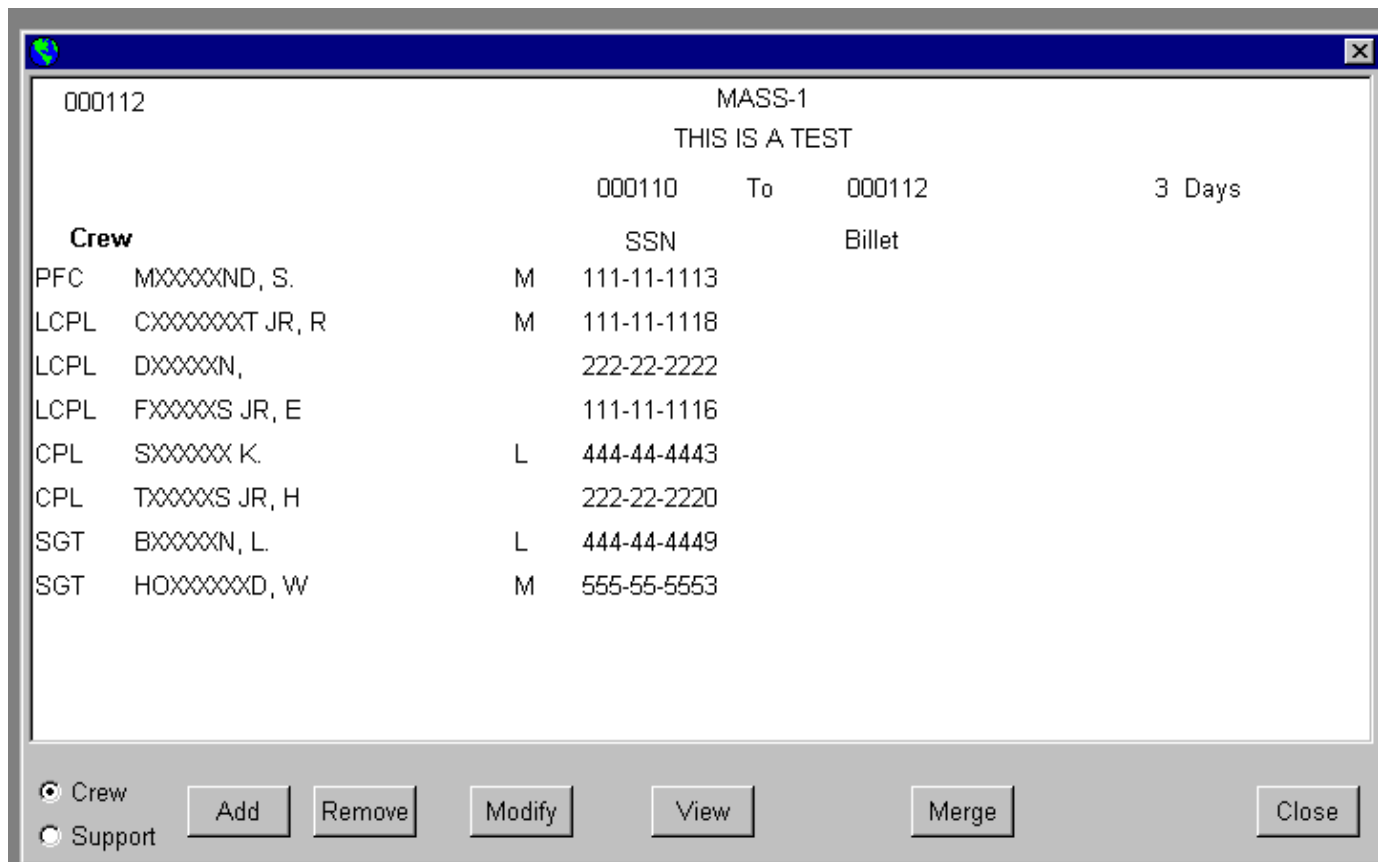 000112 MASS-1
THIS IS A TEST
000110 To 000112 3 Days
Crew SSN Billet
PFC MXXXXXND, S. M 111-11-1113
LCPL CXXXXXXXT JR, R M 111-11-1118
LCPL DXXXXXN, 222-22-2222
LCPL FXXXXXS JR, E 111-11-1116
CPL SXXXXXX K. L 444-44-4443
CPL TXXXXXS JR, H 222-22-2220
SGT BXXXXXN, L. L 444-44-4449
SGT HOXXXXXXD, W M 555-55-5553
Crew
Support
Add Remove Modify View Merge Close